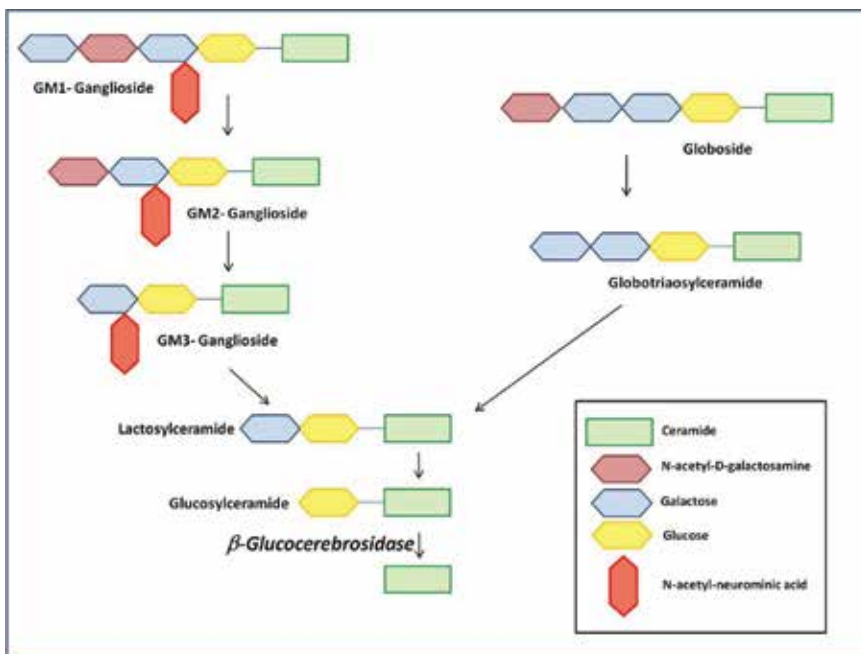 GM1- Ganglioside
GM2- Ganglioside
GM3- Ganglioside
Globoside
Globotriaosylceramide
Lactosylceramide
Glucosylceramide
β-Glucocerebrosidase
Ceramide
N-acetyl-D-galactosamine
Galactose
Glucose
N-acetyl-neurominic acid